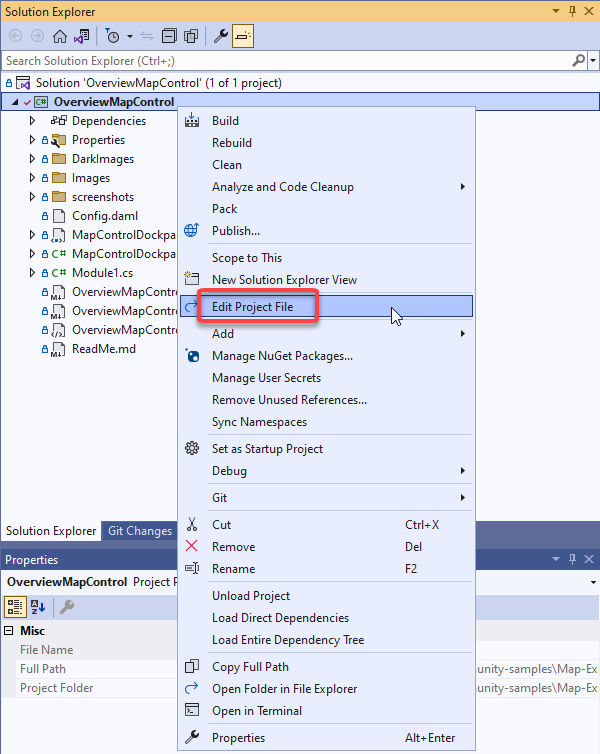 Solution Explorer
Search Solution Explorer (Ctrl+;)
Solution 'OverviewMapControl' (1 of 1 project)
C# OverviewMapControl
Dependencies
Properties
DarkImages
Images
screenshots
Config.daml
MapControlDockpa
C# MapControlDockpa
C# Module1.cs
OverviewMapContr
OverviewMapContr
OverviewMapContr
ReadMe.md
Build
Rebuild
Clean
Analyze and Code Cleanup
Pack
Publish...
Scope to This
New Solution Explorer View
Edit Project File
Add
Manage NuGet Packages...
Manage User Secrets
Remove Unused References...
Sync Namespaces
Set as Startup Project
Debug
Git
Cut Ctrl+X
Remove Del
Rename F2
Unload Project
Load Direct Dependencies
Load Entire Dependency Tree
Copy Full Path
Open Folder in File Explorer
Open in Terminal
Properties Alt+Enter
Solution Explorer Git Changes
Properties
OverviewMapControl Project P
Misc
File Name
Full Path unity-samples\Map-Ex
Project Folder unity-samples\Map-Ex